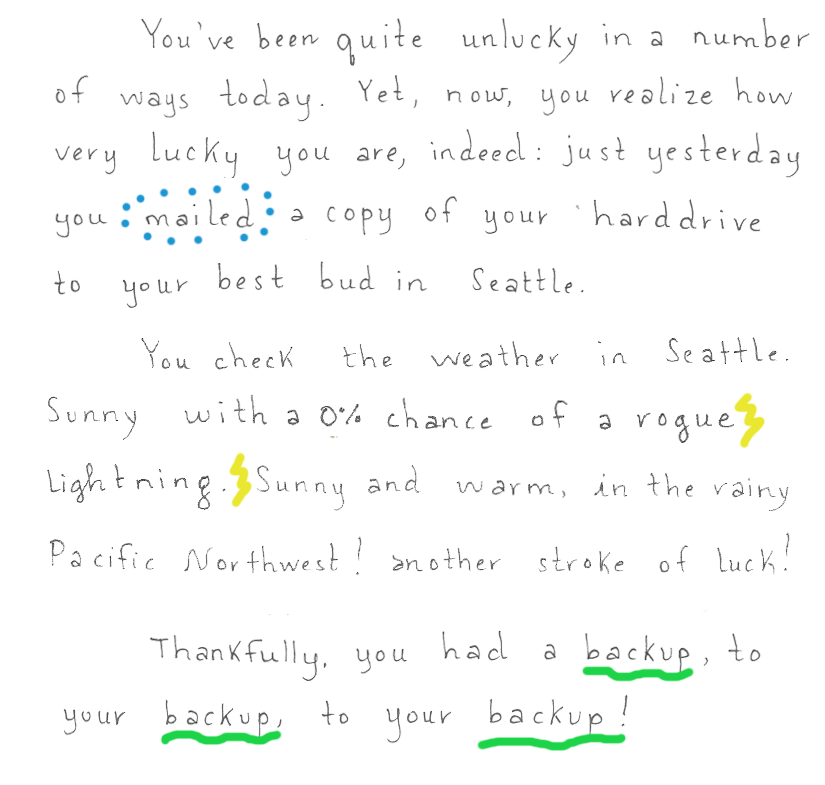 You've been quite unlucky in a number
of ways today. Yet, now, you realize how
very lucky you are, indeed: just yesterday
you mailed a copy of your harddrive
to your best bud in Seattle.
You check the weather in Seattle.
Sunny with a 0% chance of a rogue
Lightning. Sunny and warm, in the rainy
Pacific Northwest! another stroke of luck!
Thankfully, you had a backup, to
your backup, to your backup!